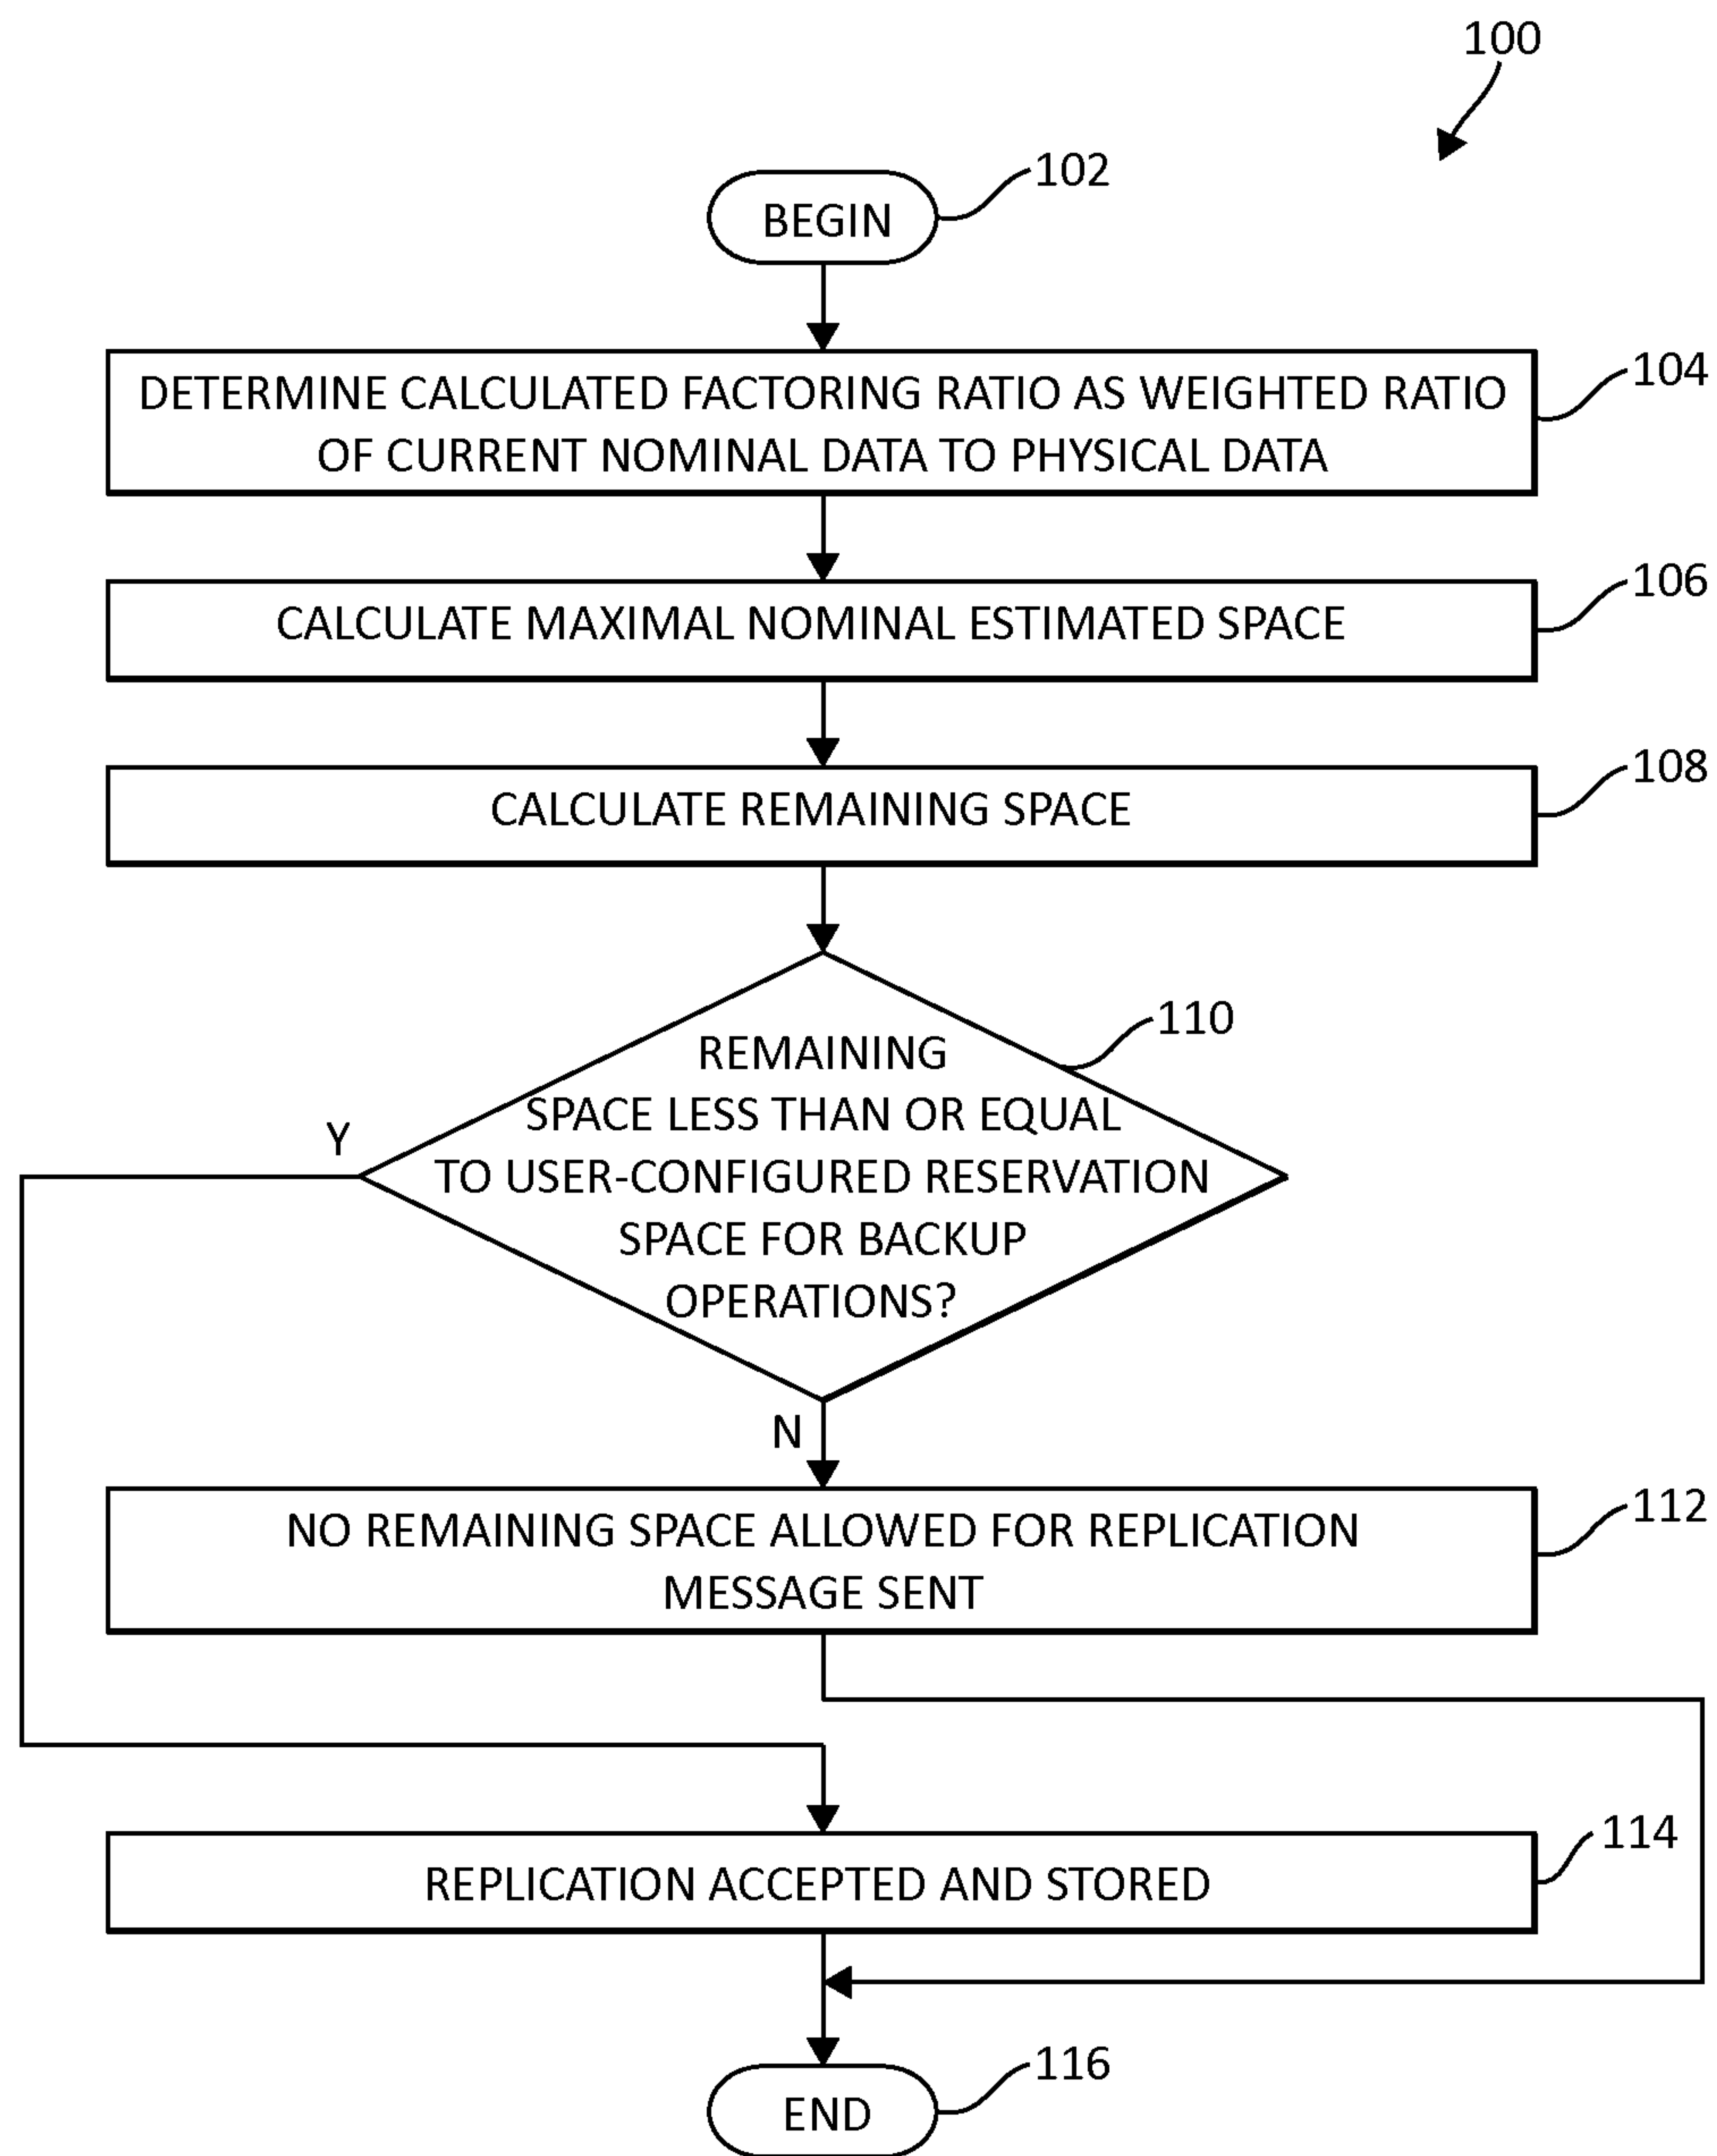 100
102
BEGIN
104
DETERMINE CALCULATED FACTORING RATIO AS WEIGHTED RATIO
OF CURRENT NOMINAL DATA TO PHYSICAL DATA
106
CALCULATE MAXIMAL NOMINAL ESTIMATED SPACE
108
CALCULATE REMAINING SPACE
110
REMAINING
SPACE LESS THAN OR EQUAL
TO USER-CONFIGURED RESERVATION
SPACE FOR BACKUP
OPERATIONS?
Y
N
112
NO REMAINING SPACE ALLOWED FOR REPLICATION
MESSAGE SENT
114
REPLICATION ACCEPTED AND STORED
116
END